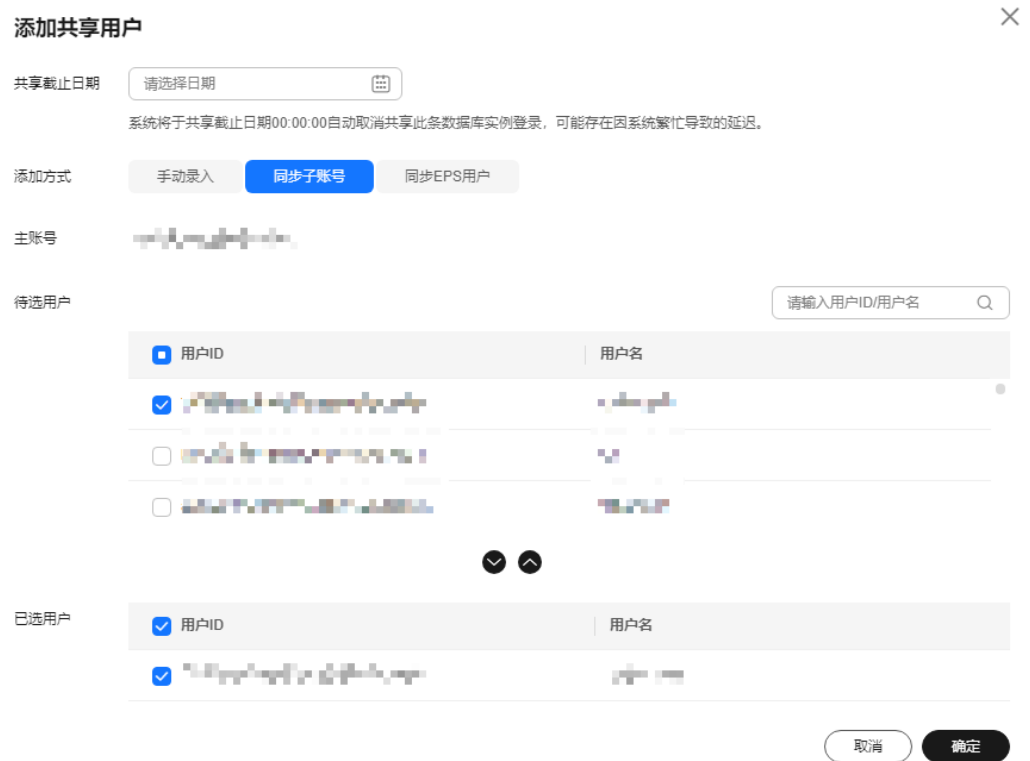 添加共享用户
共享截止日期
请选择日期
系统将于共享截止日期00:00:00自动取消共享此条数据库实例登录，可能存在因系统繁忙导致的延迟。
添加方式
手动录入 同步子账号 同步EPS用户
主账号
待选用户
请输入用户ID/用户名
用户ID 用户名
已选用户
用户ID 用户名
取消 确定